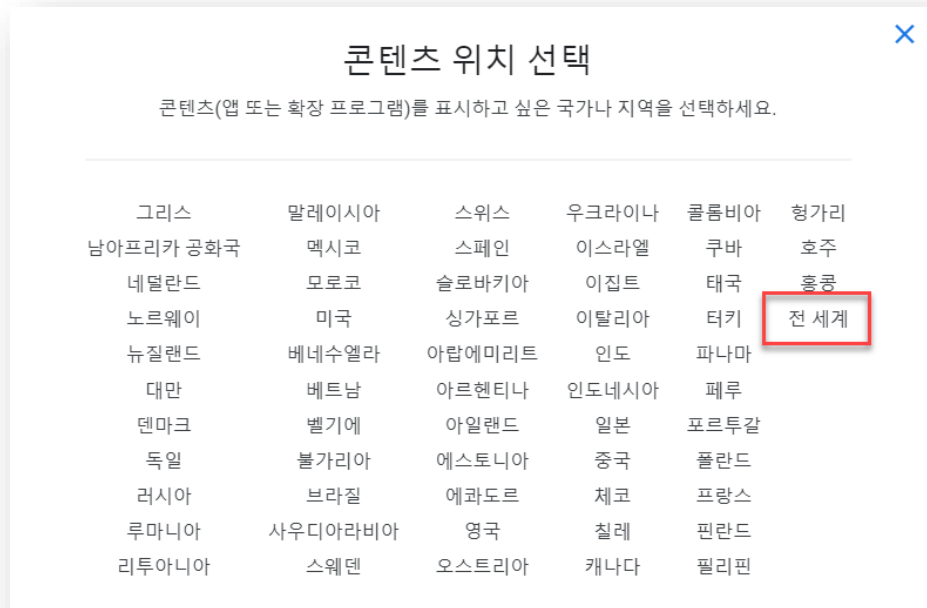 콘텐츠 위치 선택
콘텐츠(앱 또는 확장 프로그램)를 표시하고 싶은 국가나 지역을 선택하세요.
그리스 말레이시아 스위스 우크라이나 콜롬비아 헝가리
남아프리카 공화국 멕시코 스페인 이스라엘 쿠바 호주
네덜란드 모로코 슬로바키아 이집트 태국 홍콩
노르웨이 미국 싱가포르 이탈리아 터키 전 세계
뉴질랜드 베네수엘라 아랍에미리트 인도 파나마
대만 베트남 아르헨티나 인도네시아 페루
덴마크 벨기에 아일랜드 일본 포르투갈
독일 불가리아 에스토니아 중국 폴란드
러시아 브라질 에콰도르 체코 프랑스
루마니아 사우디아라비아 영국 칠레 핀란드
리투아니아 스웨덴 오스트리아 캐나다 필리핀